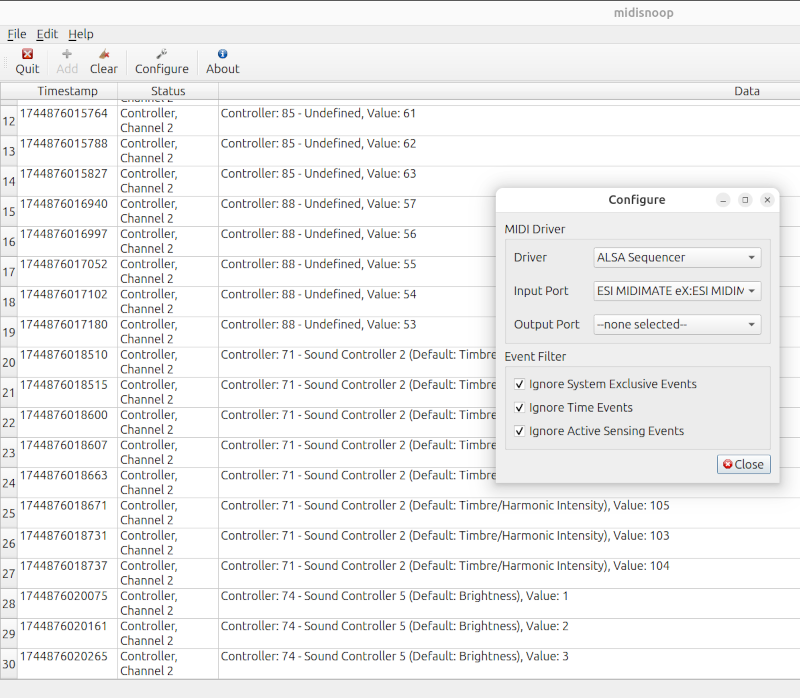 midisnoop
File Edit Help
Quit Add Clear Configure About
Timestamp Status Data
Channel 2
12 1744876015764 Controller, Controller: 85 - Undefined, Value: 61
Channel 2
13 1744876015788 Controller, Controller: 85 - Undefined, Value: 62
Channel 2
14 1744876015827 Controller, Controller: 85 - Undefined, Value: 63
Channel 2
15 1744876016940 Controller, Controller: 88 - Undefined, Value: 57
Channel 2
16 1744876016997 Controller, Controller: 88 - Undefined, Value: 56
Channel 2
17 1744876017052 Controller, Controller: 88 - Undefined, Value: 55
Channel 2
18 1744876017102 Controller, Controller: 88 - Undefined, Value: 54
Channel 2
19 1744876017180 Controller, Controller: 88 - Undefined, Value: 53
Channel 2
20 1744876018510 Controller, Controller: 71 - Sound Controller 2 (Default: Timbre
Channel 2
21 1744876018515 Controller, Controller: 71 - Sound Controller 2 (Default: Timbre
Channel 2
22 1744876018600 Controller, Controller: 71 - Sound Controller 2 (Default: Timbre
Channel 2
23 1744876018607 Controller, Controller: 71 - Sound Controller 2 (Default: Timbre
Channel 2
24 1744876018663 Controller, Controller: 71 - Sound Controller 2 (Default: Timbre
Channel 2
25 1744876018671 Controller, Controller: 71 - Sound Controller 2 (Default: Timbre/Harmonic Intensity), Value: 105
Channel 2
26 1744876018731 Controller, Controller: 71 - Sound Controller 2 (Default: Timbre/Harmonic Intensity), Value: 103
Channel 2
27 1744876018737 Controller, Controller: 71 - Sound Controller 2 (Default: Timbre/Harmonic Intensity), Value: 104
Channel 2
28 1744876020075 Controller, Controller: 74 - Sound Controller 5 (Default: Brightness), Value: 1
Channel 2
29 1744876020161 Controller, Controller: 74 - Sound Controller 5 (Default: Brightness), Value: 2
Channel 2
30 1744876020265 Controller, Controller: 74 - Sound Controller 5 (Default: Brightness), Value: 3
Channel 2
Configure
MIDI Driver
Driver ALSA Sequencer
Input Port ESI MIDIMATE eX:ESI MIDIM
Output Port --none selected--
Event Filter
Ignore System Exclusive Events
Ignore Time Events
Ignore Active Sensing Events
Close